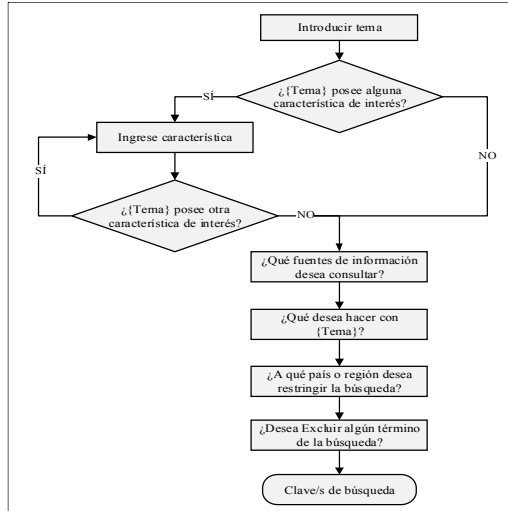 Introducir tema
¿{Tema} posee alguna
característica de interés?
SÍ
NO
Ingrese característica
SÍ
¿{Tema} posee otra
característica de interés?
NO
¿Qué fuentes de información
desea consultar?
¿Qué desea hacer con
{Tema}?
¿A qué país o región desea
restringir la búsqueda?
¿Desea Excluir algún término
de la búsqueda?
Clave/s de búsqueda